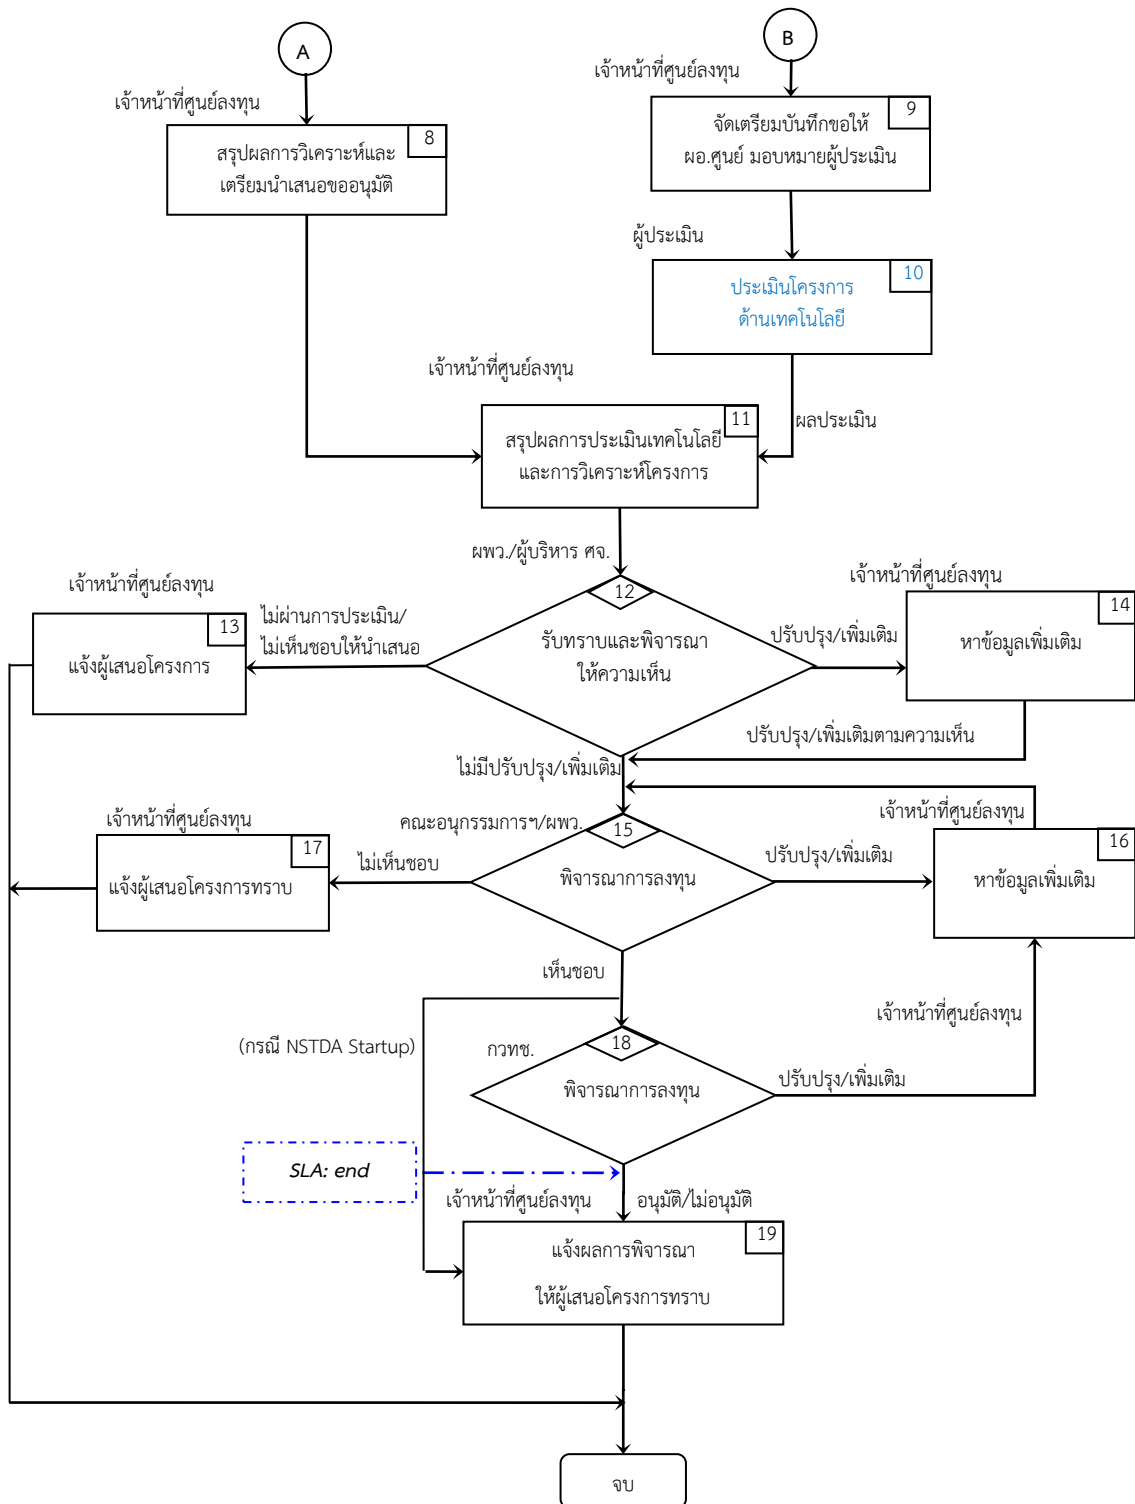 A
B
เจ้าหน้าที่ศูนย์ลงทุน
เจ้าหน้าที่ศูนย์ลงทุน
8
สรุปผลการวิเคราะห์และ
เตรียมนำเสนอขออนุมัติ
9
จัดเตรียมบันทึกขอให้
ผอ.ศูนย์ มอบหมายผู้ประเมิน
ผู้ประเมิน
10
ประเมินโครงการ
ด้านเทคโนโลยี
เจ้าหน้าที่ศูนย์ลงทุน
ผลประเมิน
11
สรุปผลการประเมินเทคโนโลยี
และการวิเคราะห์โครงการ
ผพว./ผู้บริหาร ศจ.
12
รับทราบและพิจารณา
ให้ความเห็น
เจ้าหน้าที่ศูนย์ลงทุน
ไม่ผ่านการประเมิน/
ไม่เห็นชอบให้นำเสนอ
13
แจ้งผู้เสนอโครงการ
เจ้าหน้าที่ศูนย์ลงทุน
ปรับปรุง/เพิ่มเติม
14
หาข้อมูลเพิ่มเติม
ปรับปรุง/เพิ่มเติมตามความเห็น
ไม่มีปรับปรุง/เพิ่มเติม
คณะอนุกรรมการฯ/ผพว.
15
พิจารณาการลงทุน
เจ้าหน้าที่ศูนย์ลงทุน
ไม่เห็นชอบ
17
แจ้งผู้เสนอโครงการทราบ
ปรับปรุง/เพิ่มเติม
เจ้าหน้าที่ศูนย์ลงทุน
16
หาข้อมูลเพิ่มเติม
เห็นชอบ
เจ้าหน้าที่ศูนย์ลงทุน
(กรณี NSTDA Startup)
กวทช.
18
พิจารณาการลงทุน
ปรับปรุง/เพิ่มเติม
SLA: end
เจ้าหน้าที่ศูนย์ลงทุน
อนุมัติ/ไม่อนุมัติ
19
แจ้งผลการพิจารณา
ให้ผู้เสนอโครงการทราบ
จบ